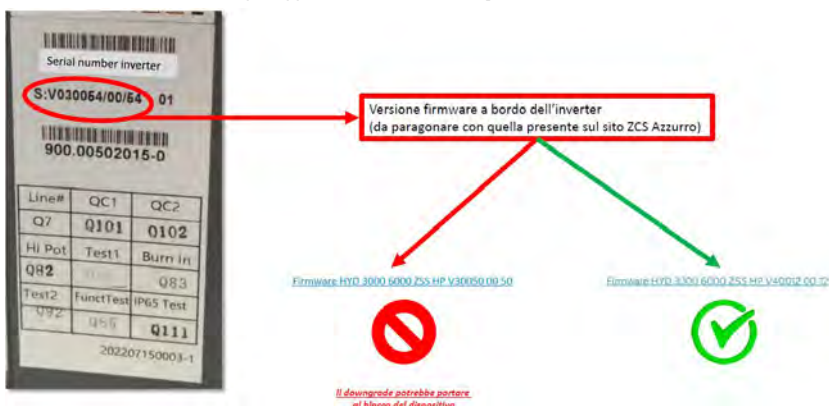 Serial number inverter
S:V030054/00/54 01
900.00502015-0
Line# QC1 QC2
Q7 Q101 Q102
Hi Pot Test1 Burn in
Q82 Q83
Test2 FunctTest IP65 Test
Q92 Q111
202207150003-1
Versione firmware a bordo dell'inverter
(da paragonare con quella presente sul sito ZCS Azzurro)
Firmware HYD 3000 6000 ZSS HP V30050 00 50
Firmware HYD 3000 6000 ZSS HP V40012 00 12
Il downgrade potrebbe portare
al blocco del dispositivo